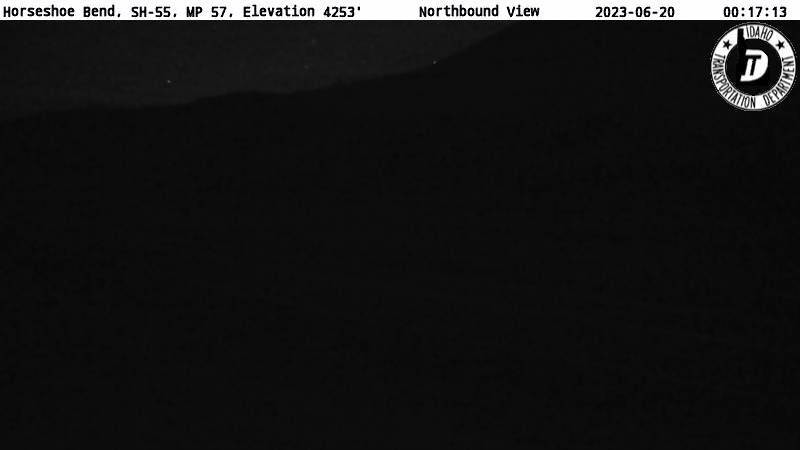 Horseshoe Bend, SH-55, MP 57, Elevation 4253' Northbound View 2023-06-20 00:17:13
IDAHO
TRANSPORTATION DEPARTMENT